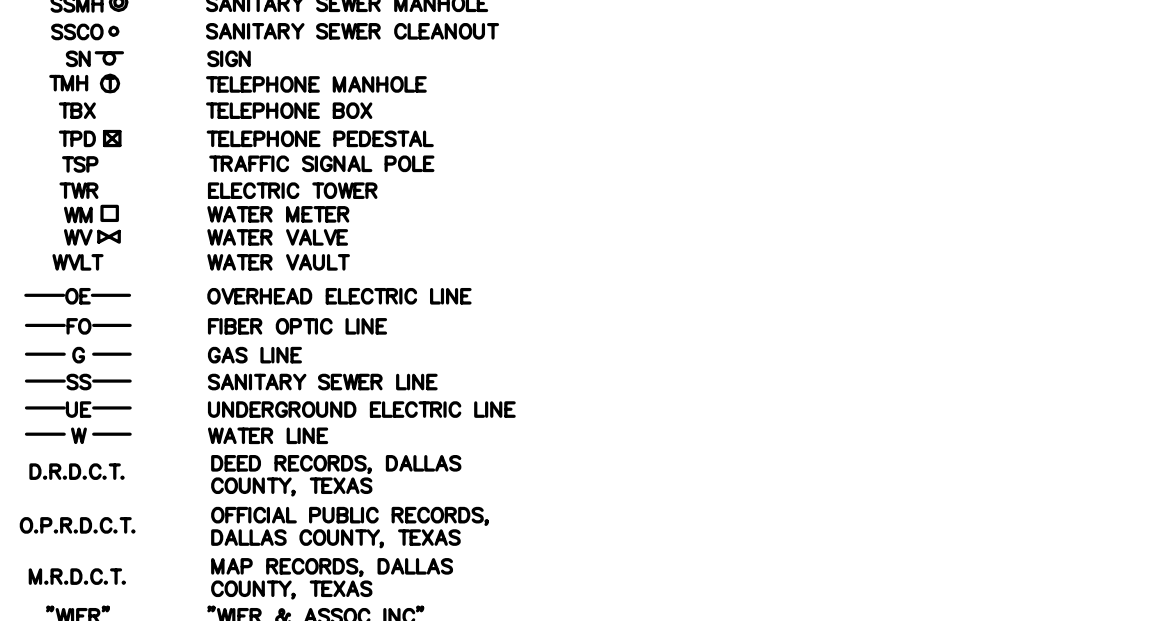 SSMH SANITARY SEWER MANHOLE
SSCO SANITARY SEWER CLEANOUT
SN SIGN
TMH TELEPHONE MANHOLE
TBX TELEPHONE BOX
TPD TELEPHONE PEDESTAL
TSP TRAFFIC SIGNAL POLE
TWR ELECTRIC TOWER
WM WATER METER
WV WATER VALVE
WVLT WATER VAULT
OE OVERHEAD ELECTRIC LINE
FO FIBER OPTIC LINE
G GAS LINE
SS SANITARY SEWER LINE
UE UNDERGROUND ELECTRIC LINE
W WATER LINE
D.R.D.C.T. DEED RECORDS, DALLAS
COUNTY, TEXAS
O.P.R.D.C.T. OFFICIAL PUBLIC RECORDS,
DALLAS COUNTY, TEXAS
M.R.D.C.T. MAP RECORDS, DALLAS
COUNTY, TEXAS
"WIER" "WIER & ASSOC INC"